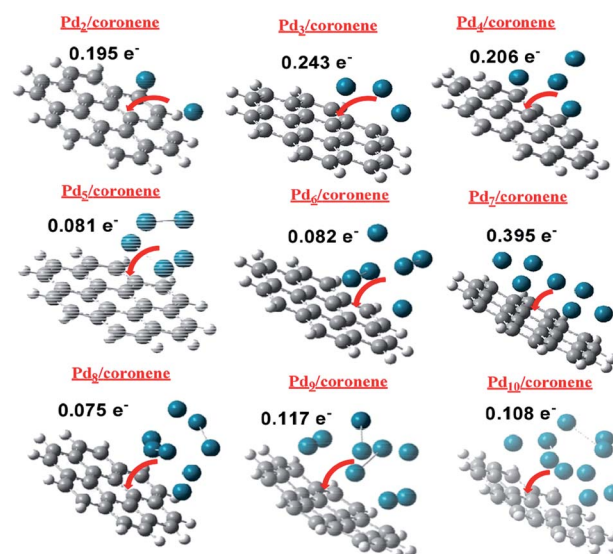 Pd2/coronene
0.195 e-
Pd3/coronene
0.243 e-
Pd4/coronene
0.206 e-
Pd5/coronene
0.081 e-
Pd6/coronene
0.082 e-
Pd7/coronene
0.395 e-
Pd8/coronene
0.075 e-
Pd9/coronene
0.117 e-
Pd10/coronene
0.108 e-